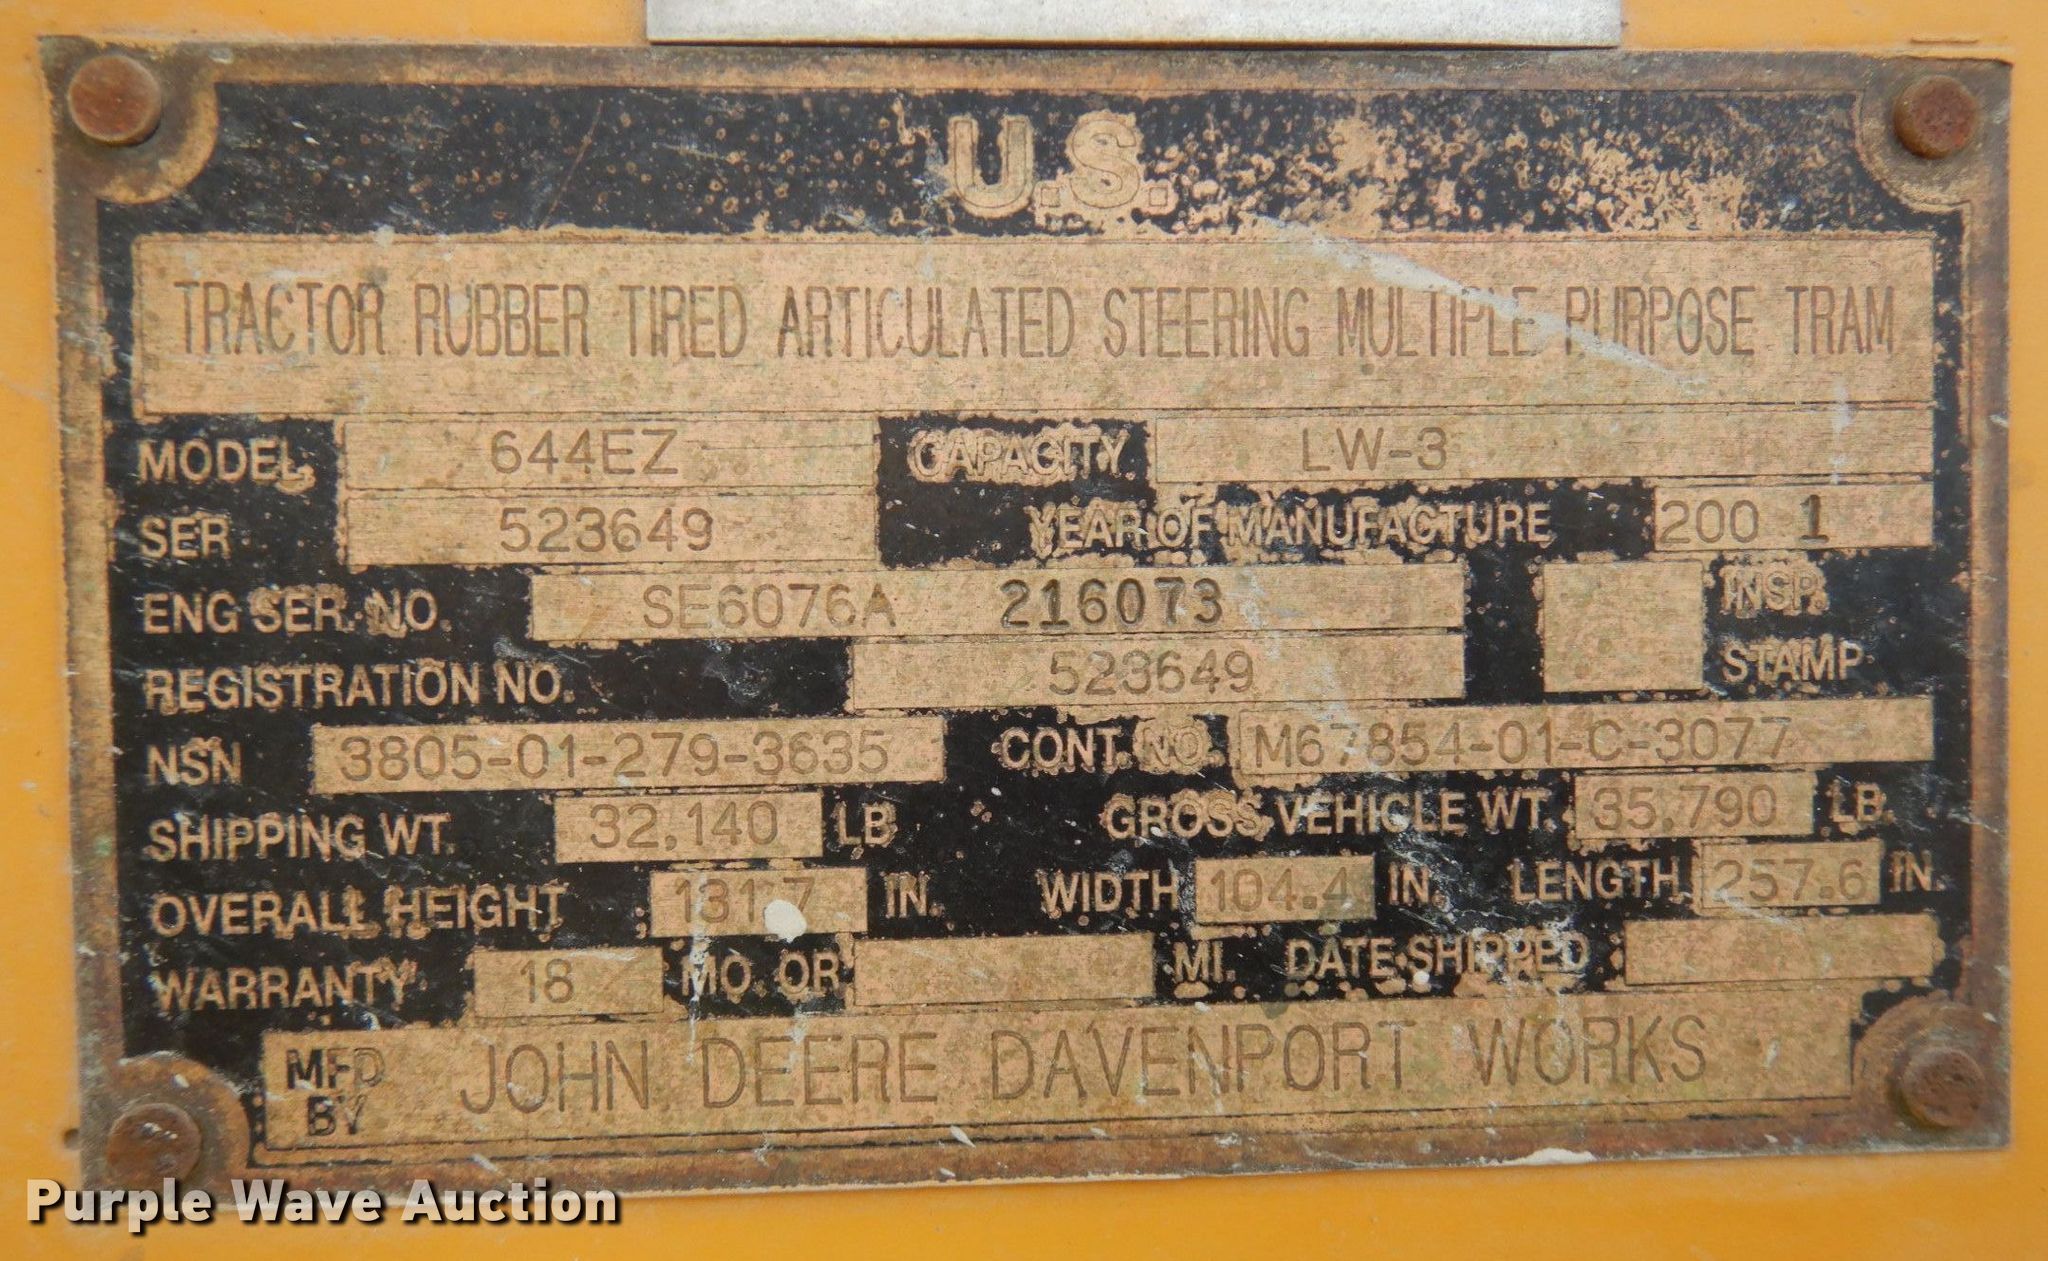 U.S.
TRACTOR RUBBER TIRED ARTICULATED STEERING MULTIPLE PURPOSE TRAM
MODEL 644EZ CAPACITY LW-3
SER 523649 YEAR OF MANUFACTURE 200 1
ENG SER. NO. SE6076A 216073 INSP.
REGISTRATION NO. 523649 STAMP
NSN 3805-01-279-3635 CONT. NO. M67854-01-C-3077
SHIPPING WT. 32,140 LB GROSS VEHICLE WT. 35,790 LB.
OVERALL HEIGHT 131.7 IN. WIDTH 104.4 IN. LENGTH 257.6 IN.
WARRANTY 18 MO. OR MI. DATE SHIPPED
MFD BY JOHN DEERE DAVENPORT WORKS
Purple Wave Auction